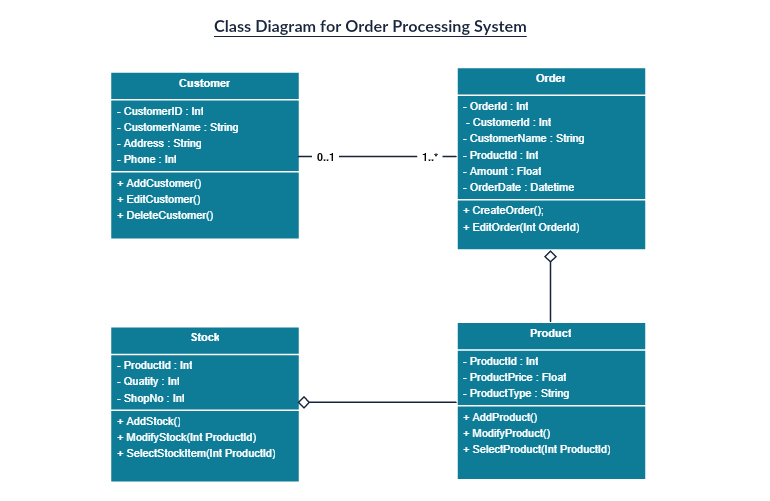 Class Diagram for Order Processing System
Customer
- CustomerID : Int
- CustomerName : String
- Address : String
- Phone : Int
+ AddCustomer()
+ EditCustomer()
+ DeleteCustomer()
0..1
1..*
Order
- OrderId : Int
- CustomerId : Int
- CustomerName : String
- ProductId : Int
- Amount : Float
- OrderDate : Datetime
+ CreateOrder();
+ EditOrder(Int OrderId)
Stock
- ProductId : Int
- Quatity : Int
- ShopNo : Int
+ AddStock()
+ ModifyStock(Int ProductId)
+ SelectStockItem(Int ProductId)
Product
- ProductId : Int
- ProductPrice : Float
- ProductType : String
+ AddProduct()
+ ModifyProduct()
+ SelectProduct(Int ProductId)